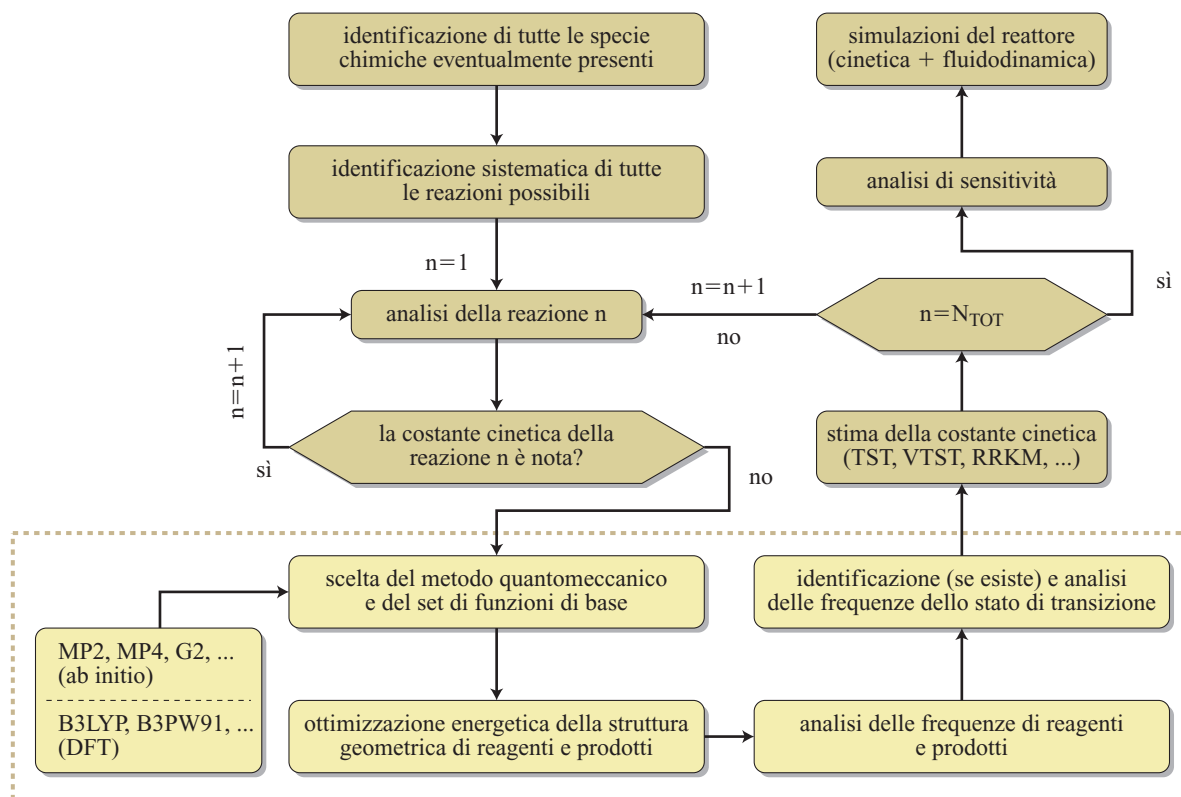 identificazione di tutte le specie
chimiche eventualmente presenti
identificazione sistematica di tutte
le reazioni possibili
n=1
analisi della reazione n
n=n+1
la costante cinetica della
reazione n è nota?
sì
no
scelta del metodo quantomeccanico
e del set di funzioni di base
MP2, MP4, G2, ...
(ab initio)
B3LYP, B3PW91, ...
(DFT)
ottimizzazione energetica della struttura
geometrica di reagenti e prodotti
analisi delle frequenze di reagenti
e prodotti
identificazione (se esiste) e analisi
delle frequenze dello stato di transizione
stima della costante cinetica
(TST, VTST, RRKM, ...)
n=N_TOT
n=n+1
no
sì
analisi di sensitività
simulazioni del reattore
(cinetica + fluidodinamica)